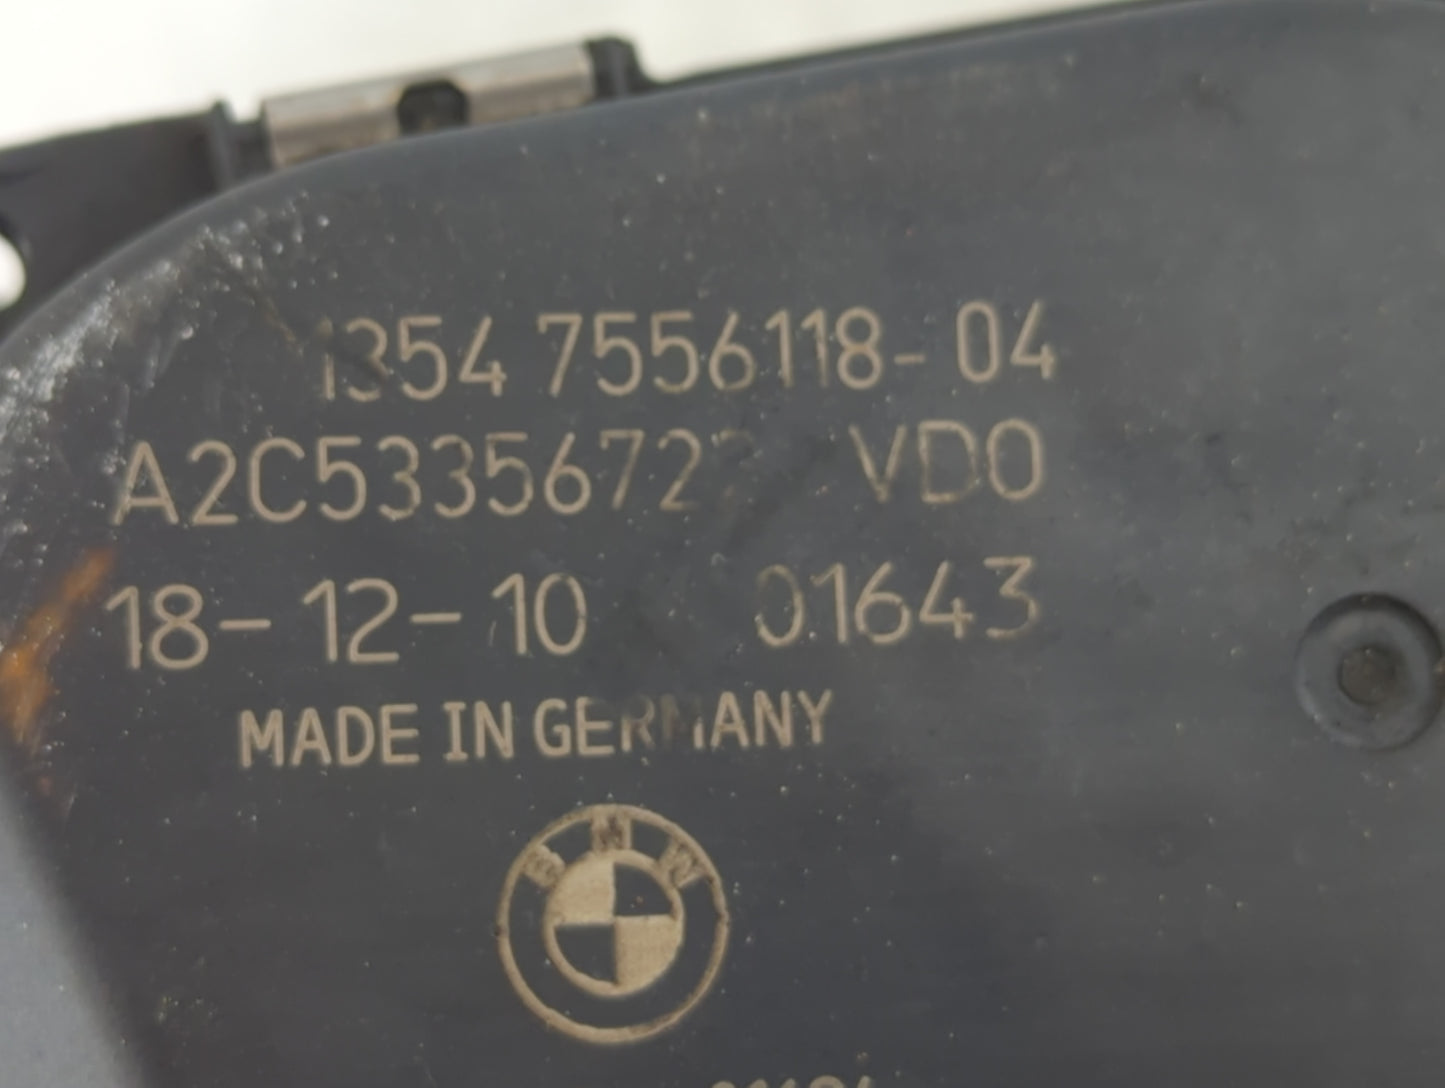 1354 7556118-04
VDO
18-12-10 01643
MADE IN GERMANY
BMW